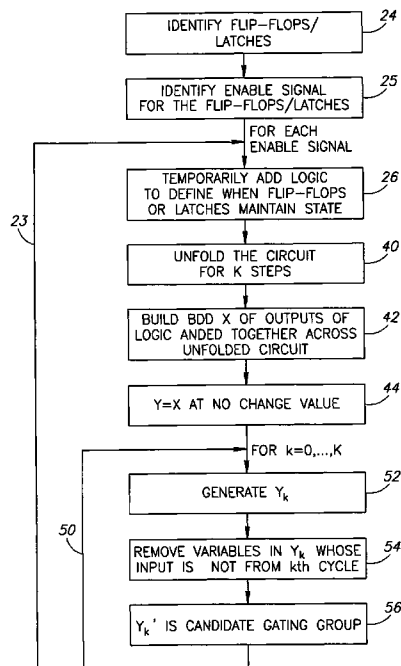 IDENTIFY FLIP-FLOPS/
LATCHES
24
IDENTIFY ENABLE SIGNAL
FOR THE FLIP-FLOPS/LATCHES
25
FOR EACH
ENABLE SIGNAL
23
TEMPORARILY ADD LOGIC
TO DEFINE WHEN FLIP-FLOPS
OR LATCHES MAINTAIN STATE
26
UNFOLD THE CIRCUIT
FOR K STEPS
40
BUILD BDD X OF OUTPUTS OF
LOGIC ANDED TOGETHER ACROSS
UNFOLDED CIRCUIT
42
Y=X AT NO CHANGE VALUE
44
FOR k=0,...,K
50
GENERATE Yk
52
REMOVE VARIABLES IN Yk WHOSE
INPUT IS NOT FROM kth CYCLE
54
Yk' IS CANDIDATE GATING GROUP
56